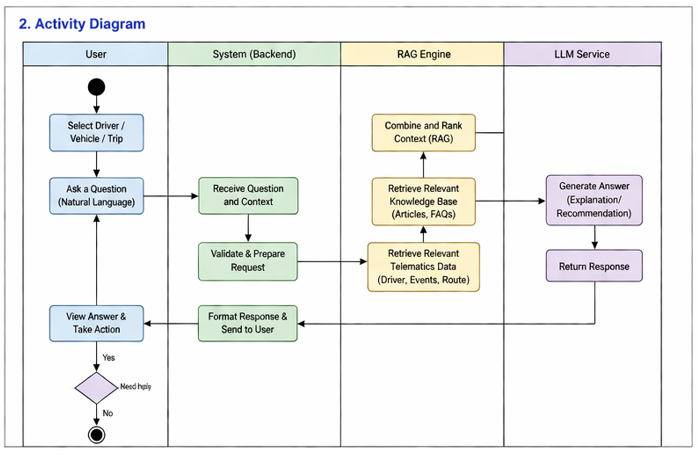 2. Activity Diagram
User
System (Backend)
RAG Engine
LLM Service
Select Driver /
Vehicle / Trip
Combine and Rank
Context (RAG)
Ask a Question
(Natural Language)
Receive Question
and Context
Retrieve Relevant
Knowledge Base
(Articles, FAQs)
Generate Answer
(Explanation/
Recommendation)
Validate & Prepare
Request
Retrieve Relevant
Telematics Data
(Driver, Events, Route)
Return Response
View Answer &
Take Action
Format Response &
Send to User
Yes
No